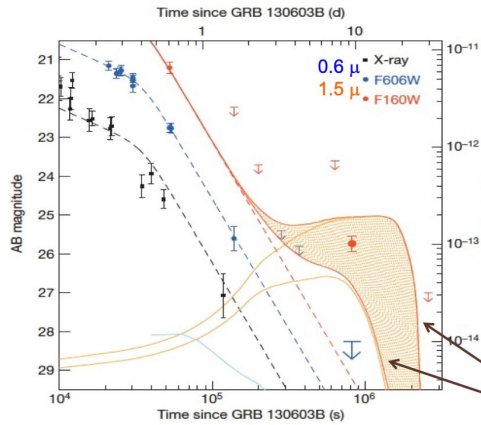 Time since GRB 130603B (d)
1
10
21
22
23
24
25
26
27
28
29
AB magnitude
0.6 μ
1.5 μ
X-ray
F606W
F160W
10⁻¹¹
10⁻¹²
10⁻¹³
10⁻¹⁴
10⁴
10⁵
10⁶
Time since GRB 130603B (s)